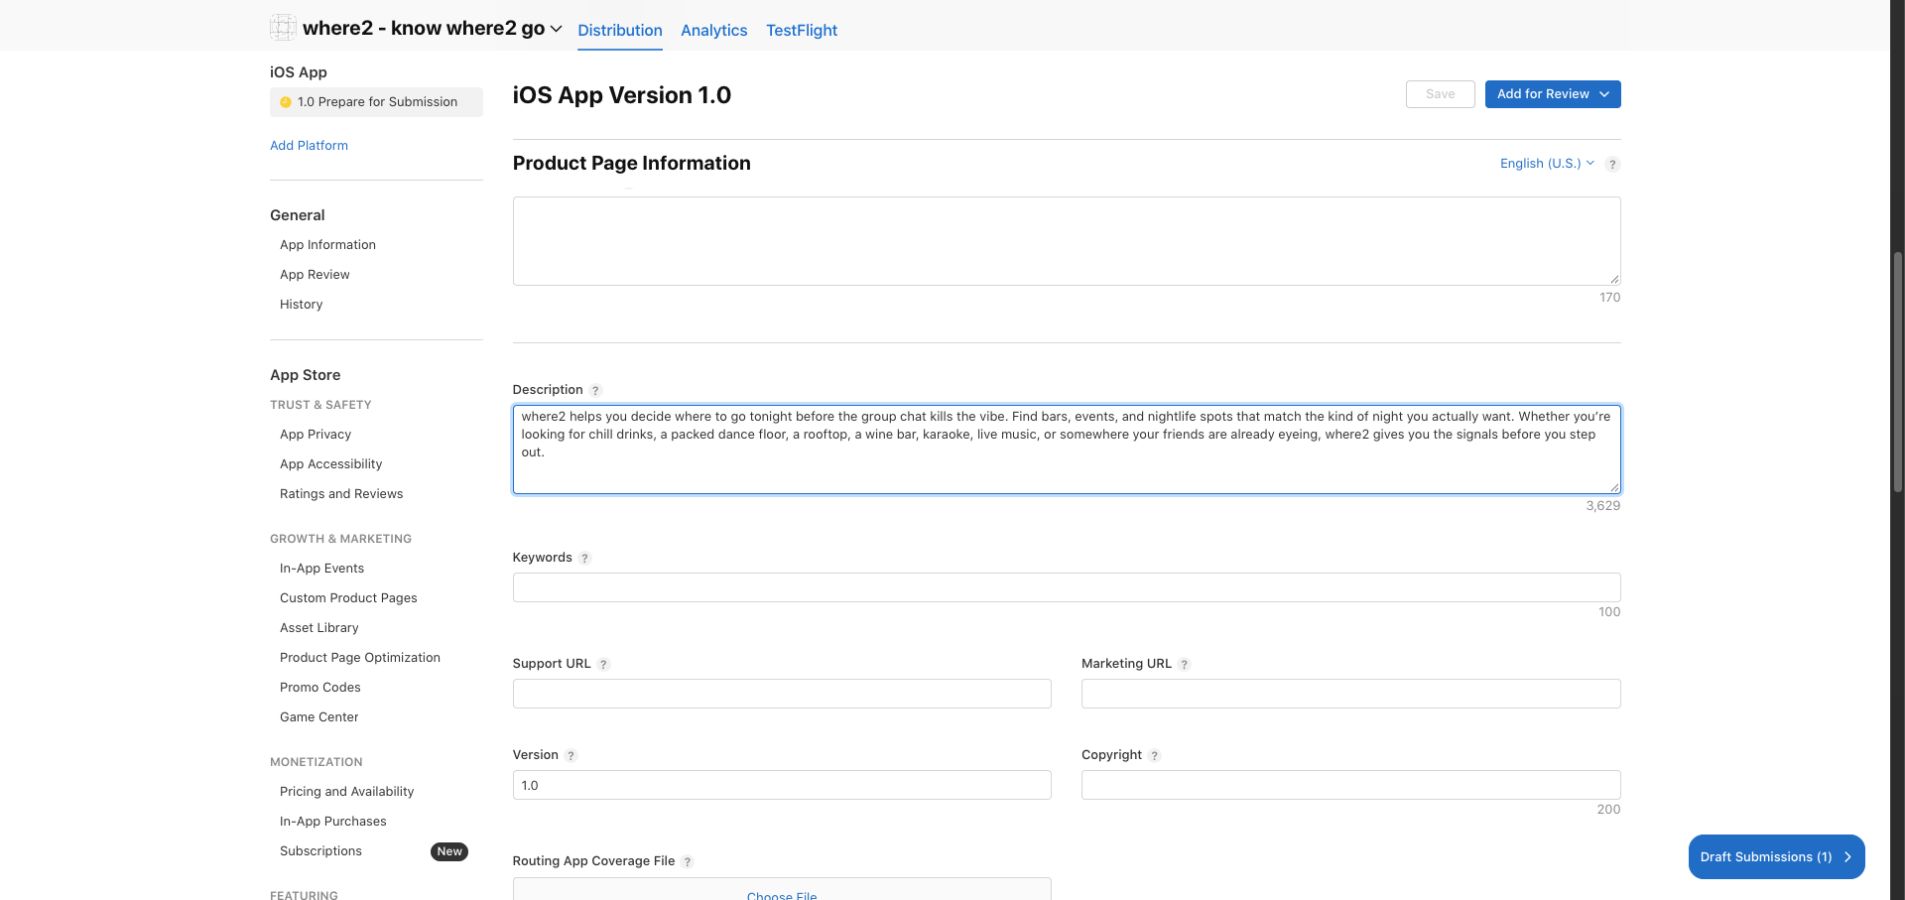 where2 - know where2 go
Distribution
Analytics
TestFlight
iOS App
1.0 Prepare for Submission
Add Platform
General
App Information
App Review
History
App Store
TRUST & SAFETY
App Privacy
App Accessibility
Ratings and Reviews
GROWTH & MARKETING
In-App Events
Custom Product Pages
Asset Library
Product Page Optimization
Promo Codes
Game Center
MONETIZATION
Pricing and Availability
In-App Purchases
Subscriptions
New
FEATURING
iOS App Version 1.0
Save
Add for Review
Product Page Information
English (U.S.)
?
170
Description ?
where2 helps you decide where to go tonight before the group chat kills the vibe. Find bars, events, and nightlife spots that match the kind of night you actually want. Whether you’re
looking for chill drinks, a packed dance floor, a rooftop, a wine bar, karaoke, live music, or somewhere your friends are already eyeing, where2 gives you the signals before you step
out.
3,629
Keywords ?
100
Support URL ?
Marketing URL ?
Version ?
1.0
Copyright ?
200
Routing App Coverage File ?
Choose File
Draft Submissions (1)